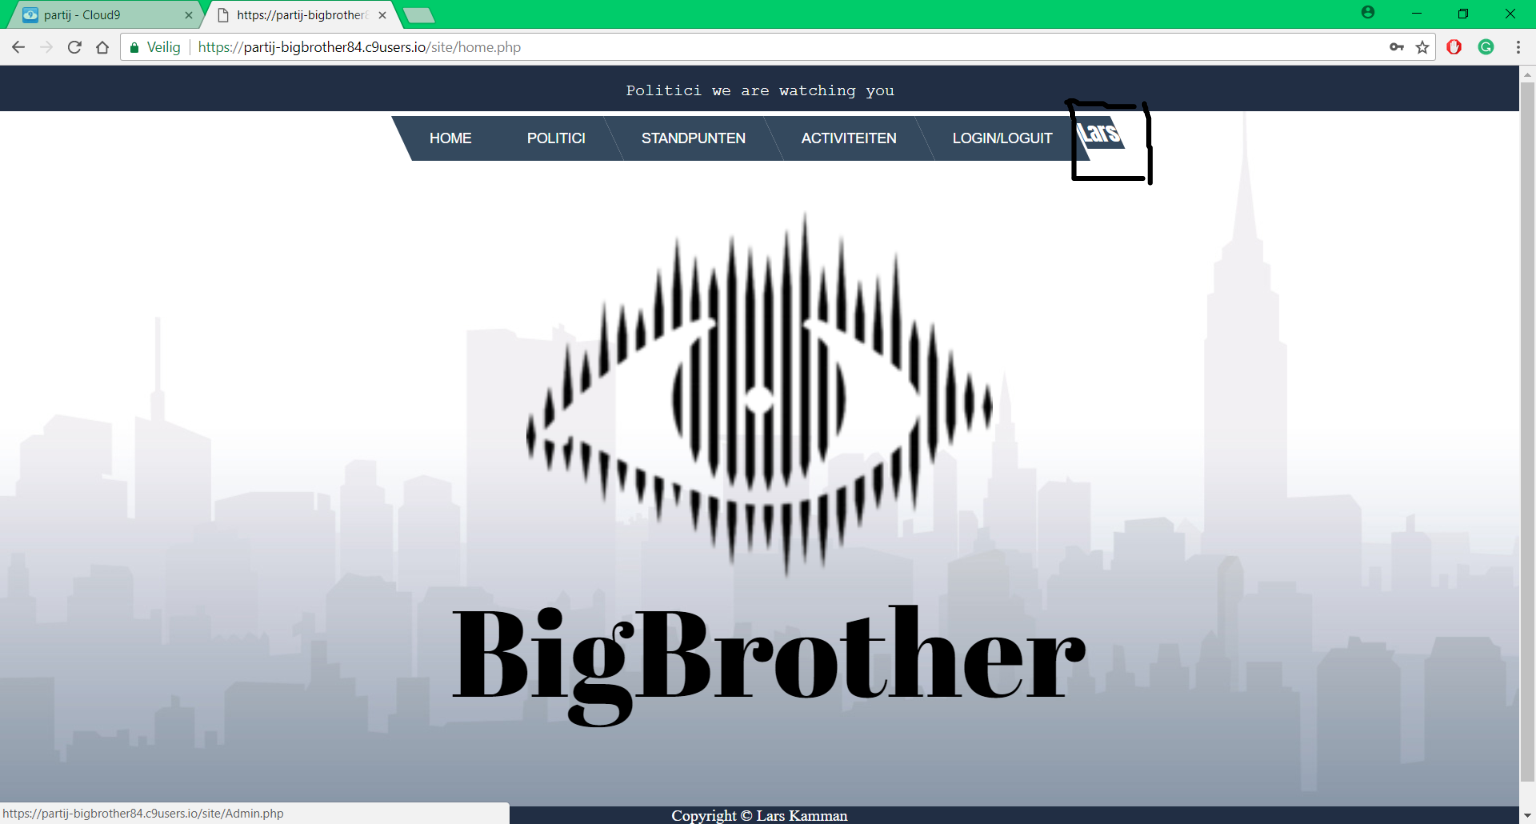 partij - Cloud9
https://partij-bigbrother8
Veilig
https://partij-bigbrother84.c9users.io/site/home.php
Politici we are watching you
HOME POLITICI STANDPUNTEN ACTIVITEITEN LOGIN/LOGUIT Lars
BigBrother
https://partij-bigbrother84.c9users.io/site/Admin.php
Copyright © Lars Kamman